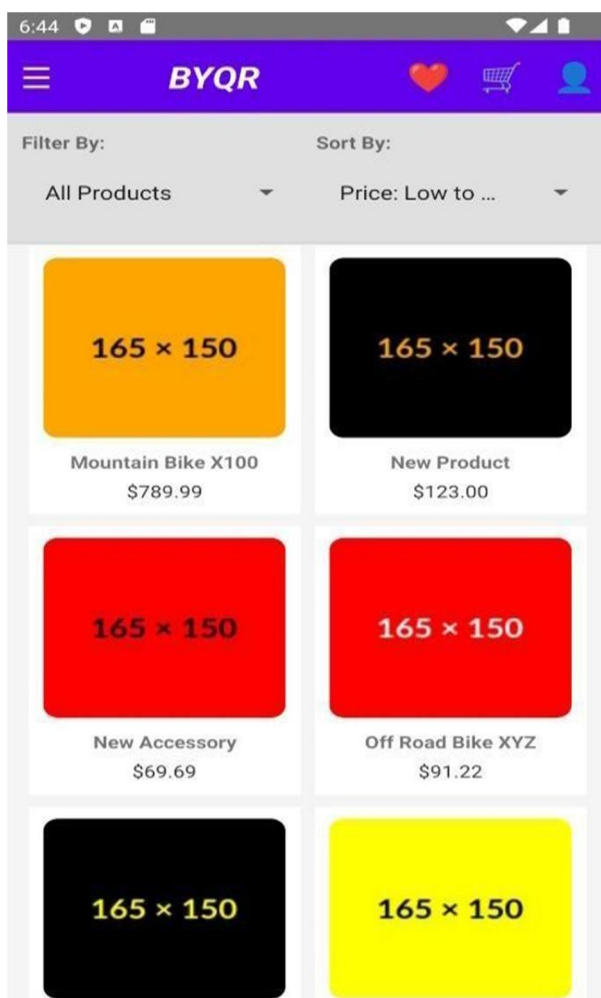 6:44
BYQR
Filter By:
Sort By:
All Products
Price: Low to ...
165 × 150
165 × 150
Mountain Bike X100
New Product
$789.99
$123.00
165 × 150
165 × 150
New Accessory
Off Road Bike XYZ
$69.69
$91.22
165 × 150
165 × 150